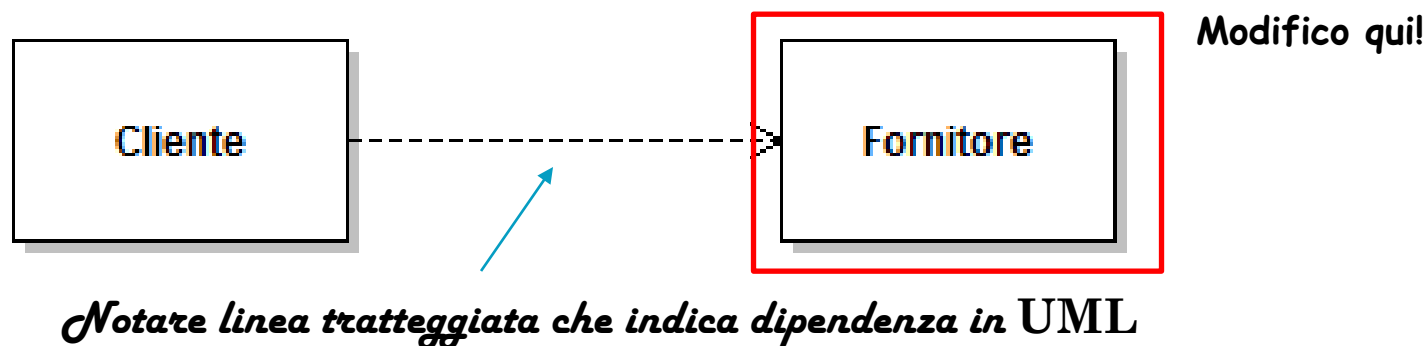 Modifico qui!
Cliente
Fornitore
Notare linea tratteggiata che indica dipendenza in UML